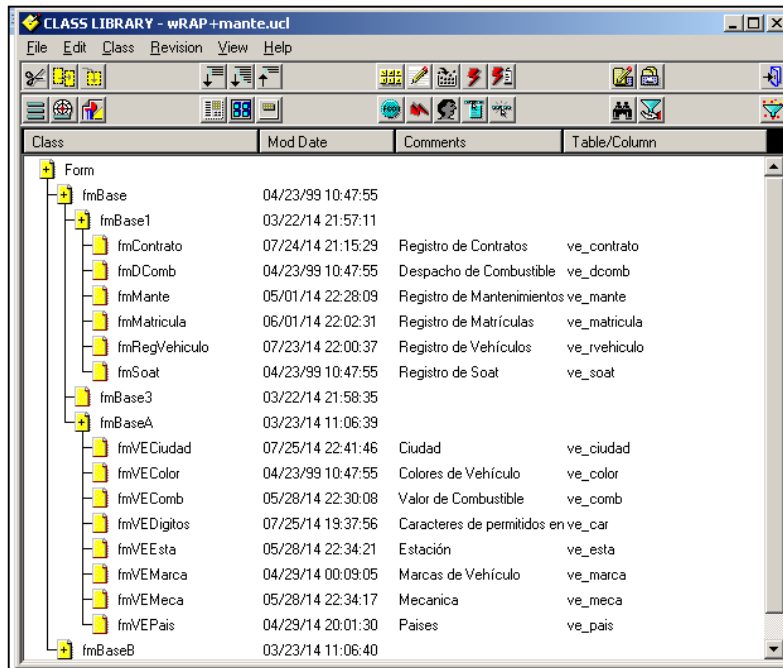 CLASS LIBRARY - wRAP+mante.ucl
File Edit Class Revision View Help
Class Mod Date Comments Table/Column
Form
fmBase 04/23/99 10:47:55
fmBase1 03/22/14 21:57:11
fmContrato 07/24/14 21:15:29 Registro de Contratos ve_contrato
fmDComb 04/23/99 10:47:55 Despacho de Combustible ve_dcomb
fmMante 05/01/14 22:28:09 Registro de Mantenimientos ve_mante
fmMatricula 06/01/14 22:02:31 Registro de Matrículas ve_matricula
fmRegVehiculo 07/23/14 22:00:37 Registro de Vehículos ve_rvehiculo
fmSoat 04/23/99 10:47:55 Registro de Soat ve_soat
fmBase3 03/22/14 21:58:35
fmBaseA 03/23/14 11:06:39
fmVECiudad 07/25/14 22:41:46 Ciudad ve_ciudad
fmVEColor 04/23/99 10:47:55 Colores de Vehículo ve_color
fmVEComb 05/28/14 22:30:08 Valor de Combustible ve_comb
fmVEDigitos 07/25/14 19:37:56 Caracteres de permitidos en ve_car
fmVEEsta 05/28/14 22:34:21 Estación ve_esta
fmVEMarca 04/29/14 00:09:05 Marcas de Vehículo ve_marca
fmVEMeca 05/28/14 22:34:17 Mecanica ve_meca
fmVEPais 04/29/14 20:01:30 Paises ve_pais
fmBaseB 03/23/14 11:06:40